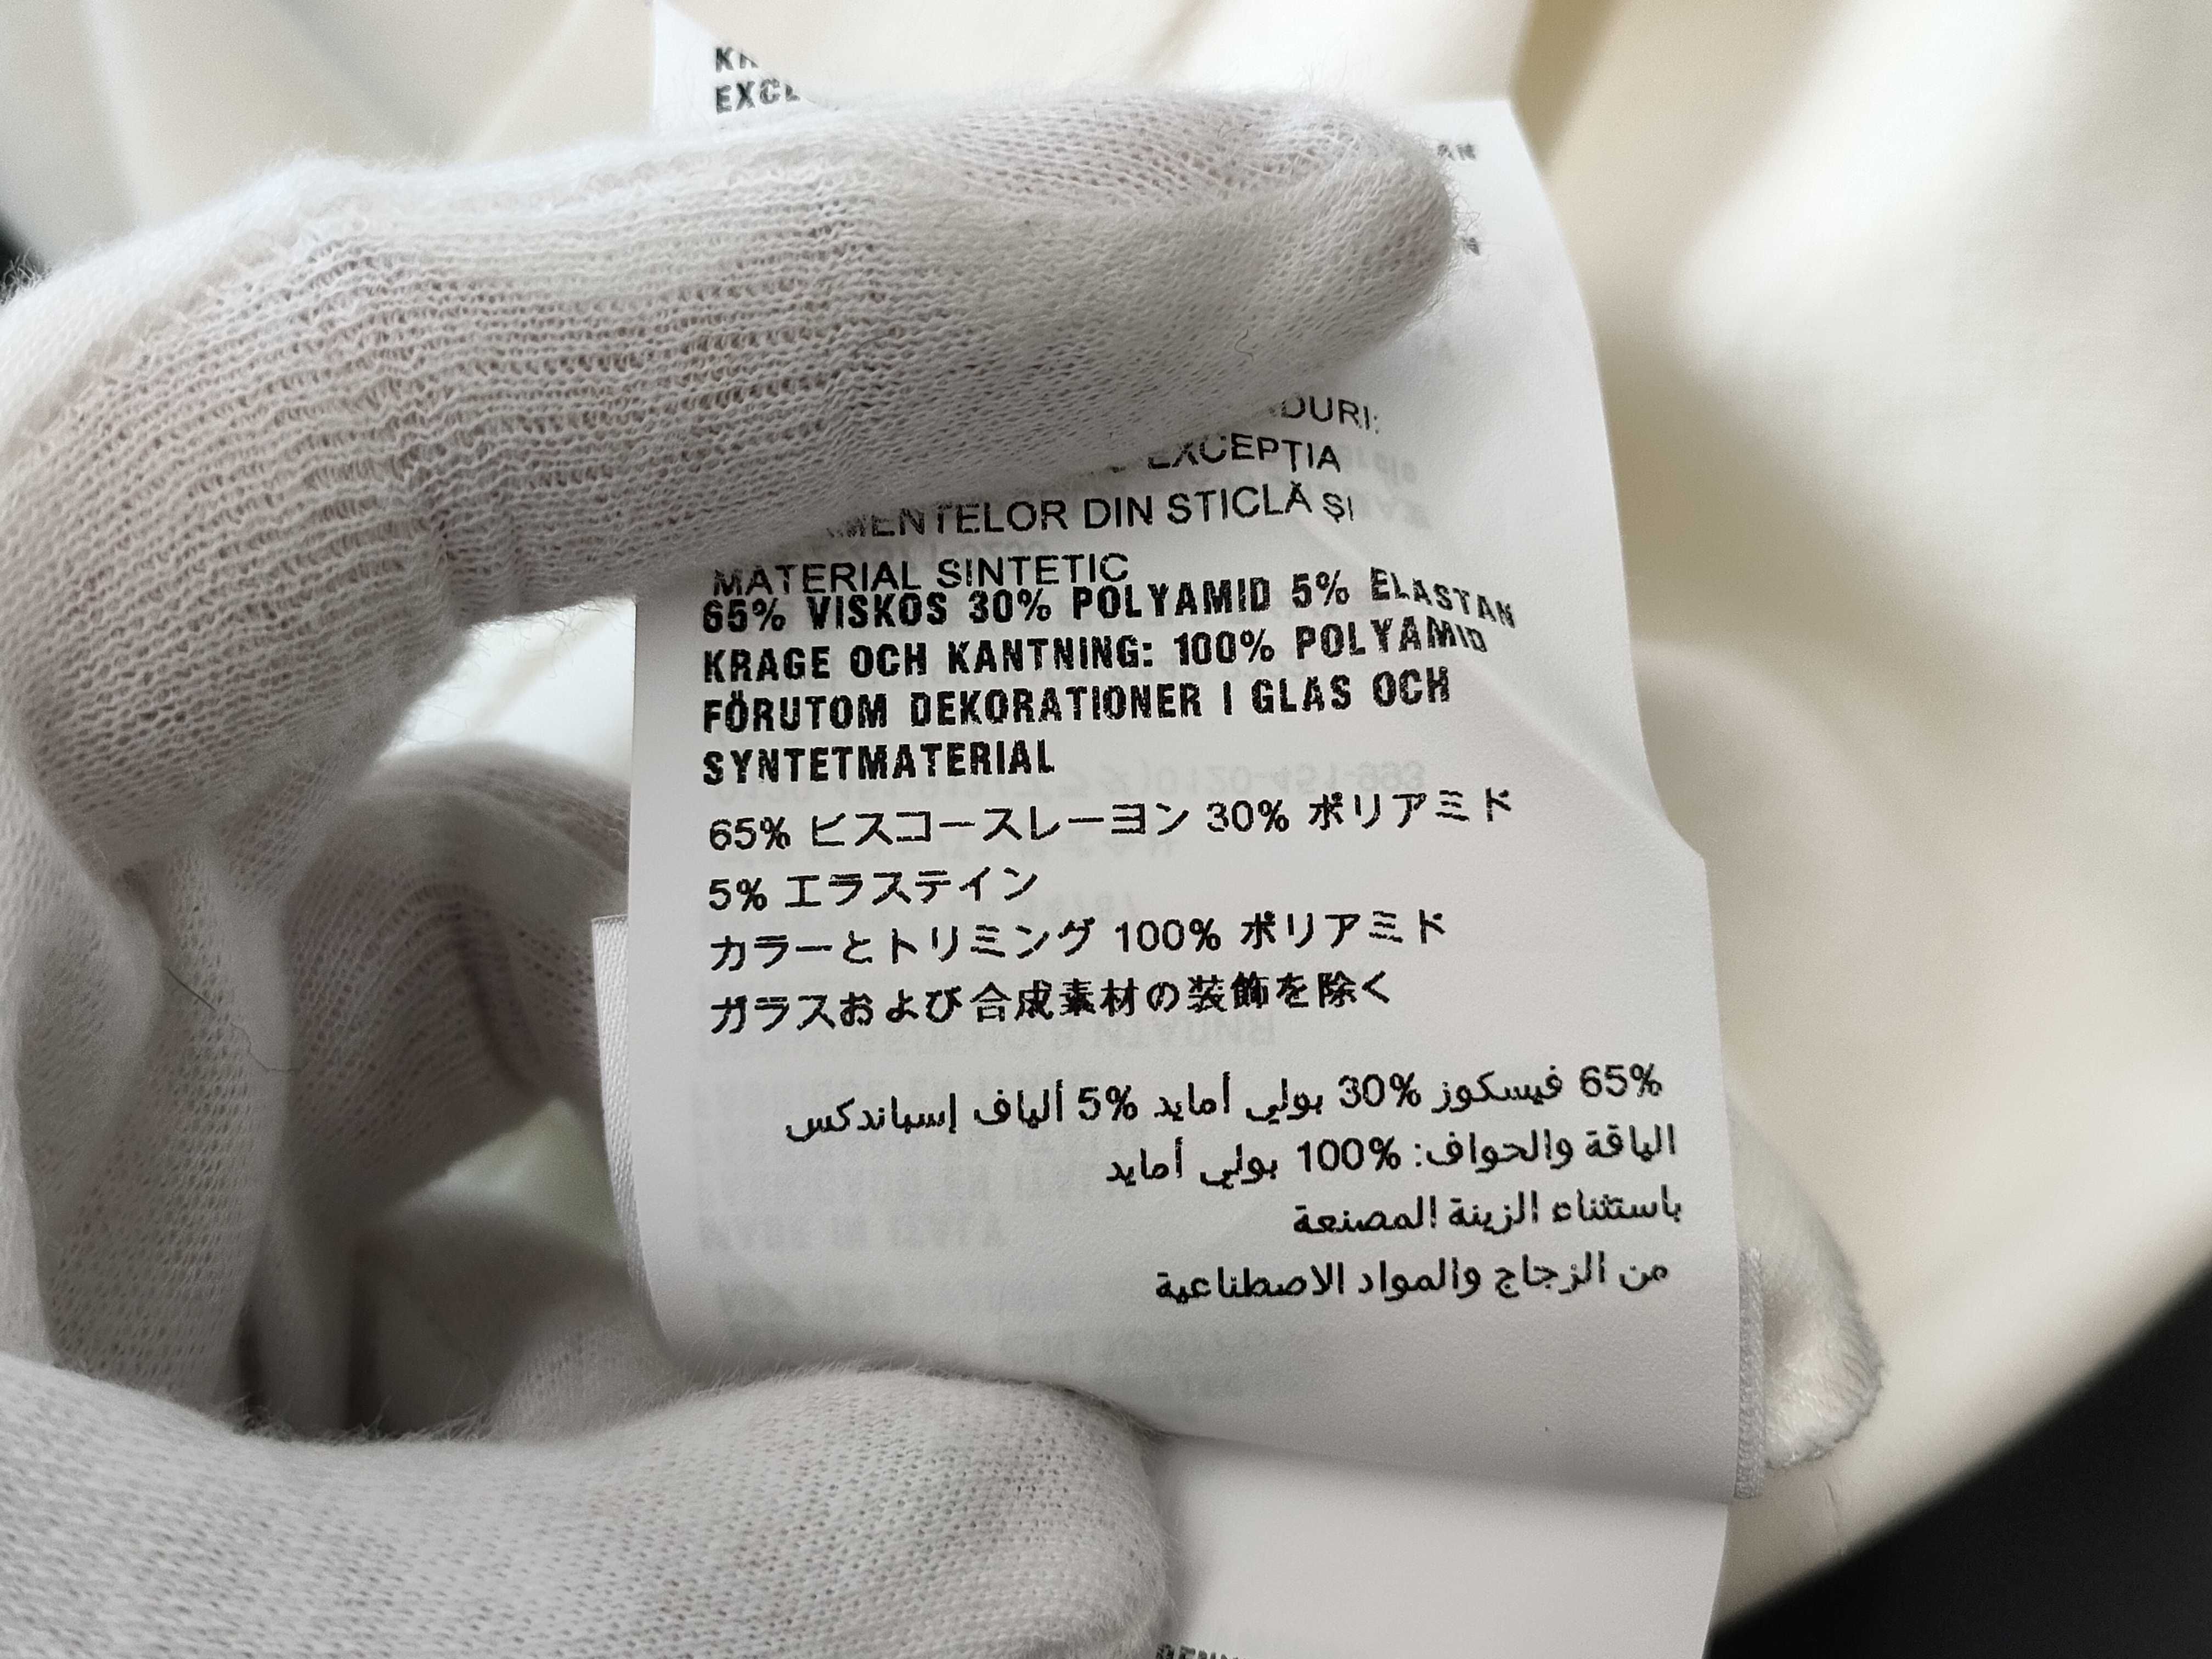 65% VISKOS 30% POLYAMID 5% ELASTAN
KRAGE OCH KANTNING: 100% POLYAMID
FÖRUTOM DEKORATIONER I GLAS OCH
SYNTETMATERIAL
DIN STICLĂ ȘI
MATERIAL SINTETIC
65% ビスコースレーヨン 30% ポリアミド
5% エラステイン
カラーとトリミング 100% ポリアミド
ガラスおよび合成素材の装飾を除く
65% فيسكوز 30% بولي أمايد 5% ألياف إسباندكس
الياقة والحواف: 100% بولي أمايد
باستثناء الزينة المصنعة
من الزجاج والمواد الاصطناعية